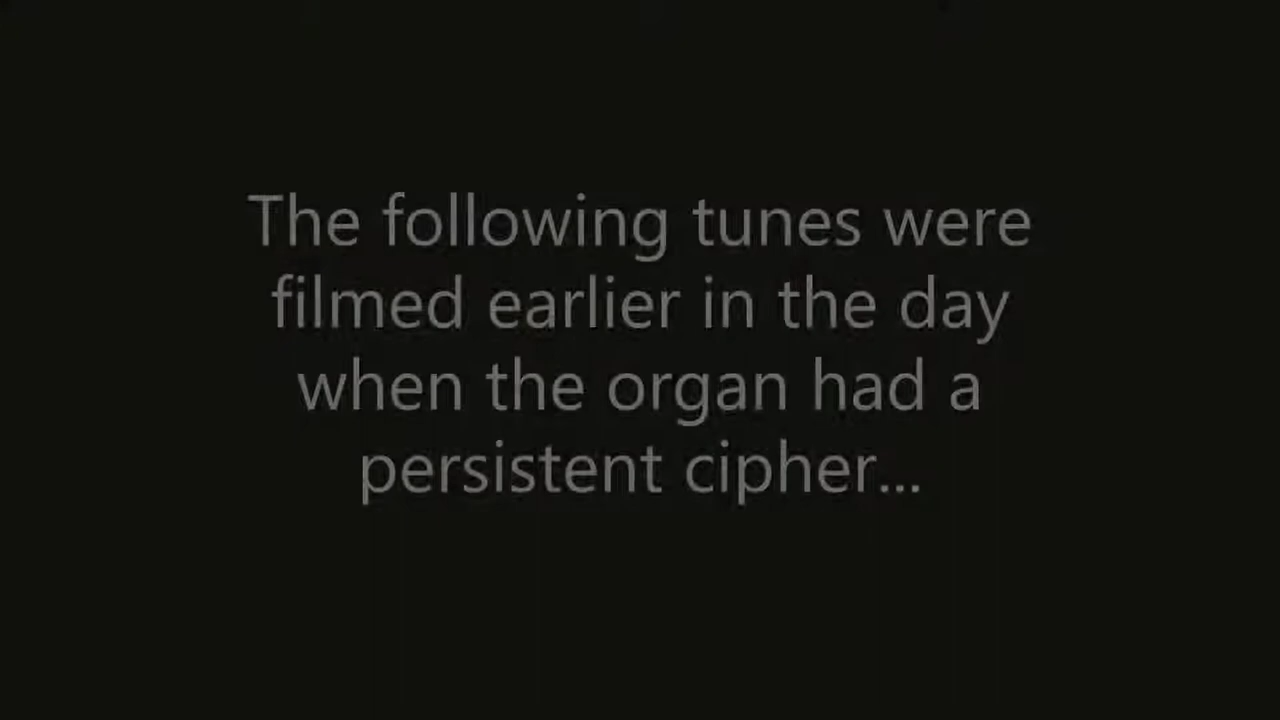 The following tunes were
filmed earlier in the day
when the organ had a
persistent cipher...